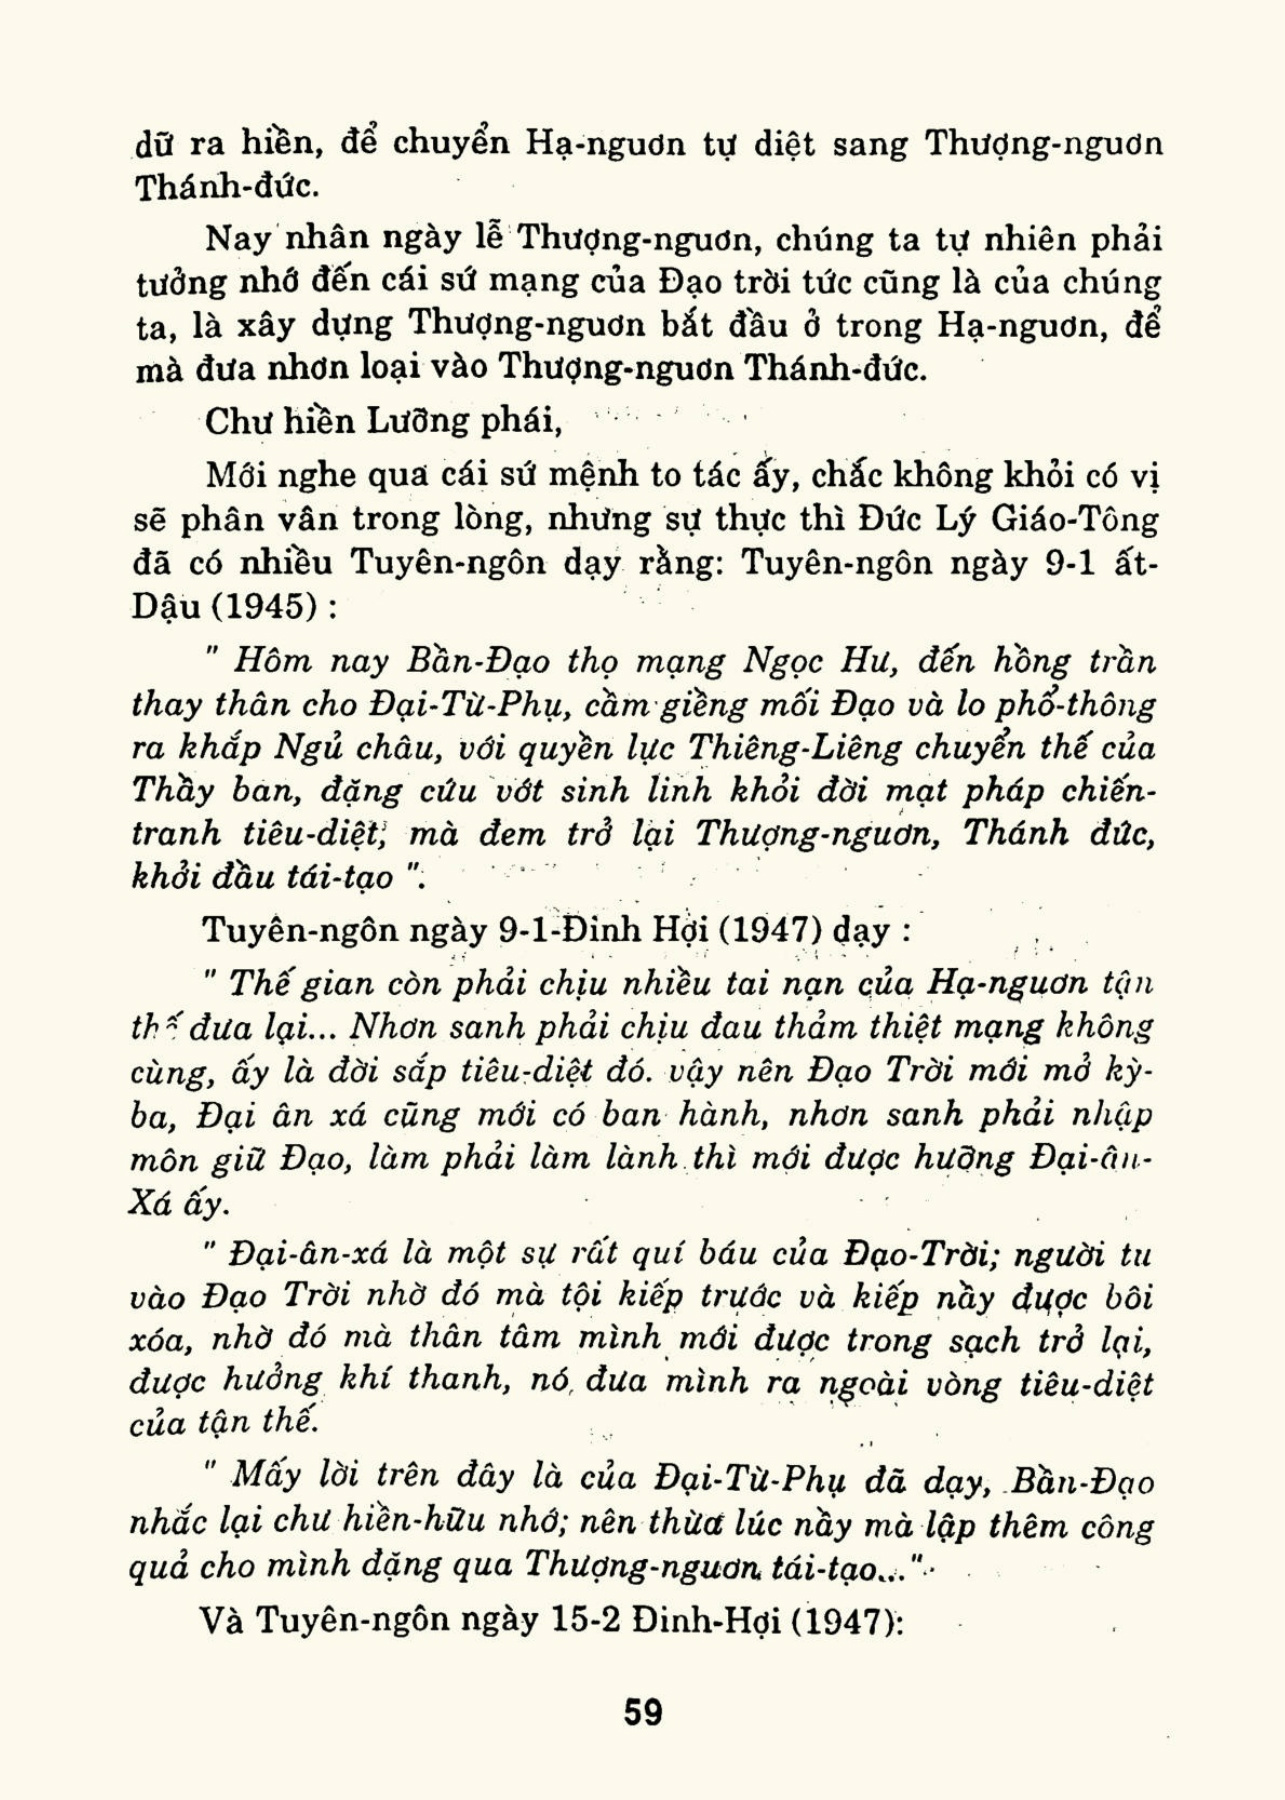 dữ ra hiền, để chuyển Hạ-nguơn tự diệt sang Thượng-nguơn
Thánh-đức.
Nay nhân ngày lễ Thượng-nguơn, chúng ta tự nhiên phải
tưởng nhớ đến cái sứ mạng của Đạo trời tức cũng là của chúng
ta, là xây dựng Thượng-nguơn bắt đầu ở trong Hạ-nguơn, để
mà đưa nhơn loại vào Thượng-nguơn Thánh-đức.
Chư hiền Lưỡng phái,
Mới nghe qua cái sứ mệnh to tác ấy, chắc không khỏi có vị
sẽ phân vân trong lòng, nhưng sự thực thì Đức Lý Giáo-Tông
đã có nhiều Tuyên-ngôn dạy rằng: Tuyên-ngôn ngày 9-1 ất-
Dậu (1945) :
" Hôm nay Bần-Đạo thọ mạng Ngọc Hư, đến hồng trần
thay thân cho Đại-Từ-Phụ, cầm giềng mối Đạo và lo phổ-thông
ra khắp Ngủ châu, với quyền lực Thiêng-Liêng chuyển thế của
Thầy ban, đặng cứu vớt sinh linh khỏi đời mạt pháp chiến-
tranh tiêu-diệt, mà đem trở lại Thượng-nguơn, Thánh đức,
khởi đầu tái-tạo ".
Tuyên-ngôn ngày 9-1-Đinh Hợi (1947) dạy :
" Thế gian còn phải chịu nhiều tai nạn của Hạ-nguơn tận
thế đưa lại... Nhơn sanh phải chịu đau thảm thiệt mạng không
cùng, ấy là đời sắp tiêu-diệt đó. vậy nên Đạo Trời mới mở kỳ-
ba, Đại ân xá cũng mới có ban hành, nhơn sanh phải nhập
môn giữ Đạo, làm phải làm lành thì mới được hưỡng Đại-ân-
Xá ấy.
" Đại-ân-xá là một sự rất quí báu của Đạo-Trời; người tu
vào Đạo Trời nhờ đó mà tội kiếp trước và kiếp nầy được bôi
xóa, nhờ đó mà thân tâm mình mới được trong sạch trở lại,
được hưởng khí thanh, nó đưa mình ra ngoài vòng tiêu-diệt
của tận thế.
" Mấy lời trên đây là của Đại-Từ-Phụ đã dạy, Bần-Đạo
nhắc lại chư hiền-hữu nhớ; nên thừa lúc nầy mà lập thêm công
quả cho mình đặng qua Thượng-nguơn tái-tạo..."
Và Tuyên-ngôn ngày 15-2 Đinh-Hợi (1947):
59